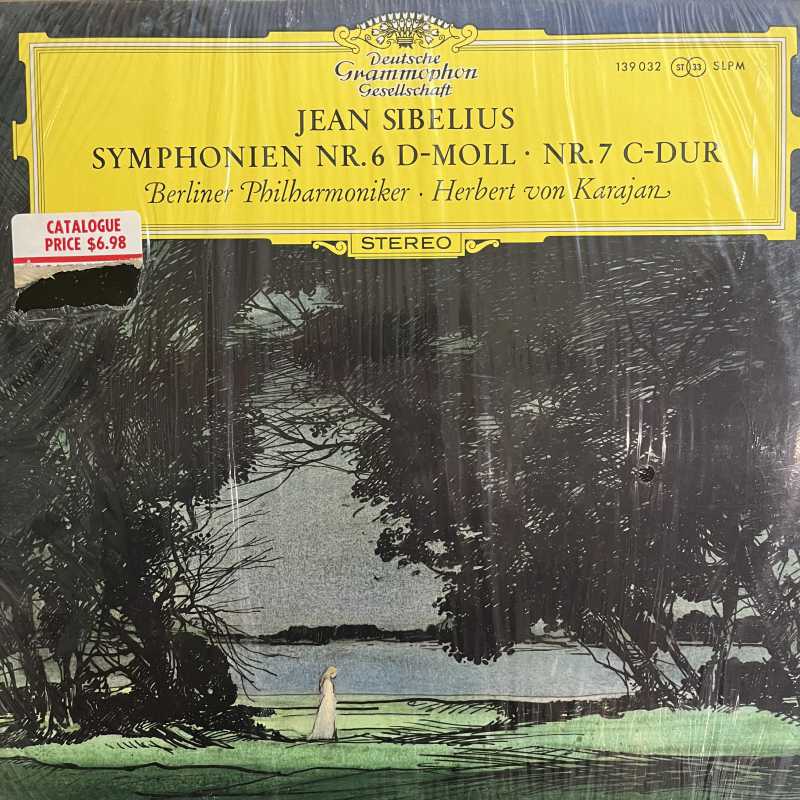 Deutsche
Grammophon
Gesellschaft
139 032 ST 33 SLPM
JEAN SIBELIUS
SYMPHONIEN NR. 6 D-MOLL · NR. 7 C-DUR
Berliner Philharmoniker · Herbert von Karajan
STEREO
CATALOGUE
PRICE $6.98